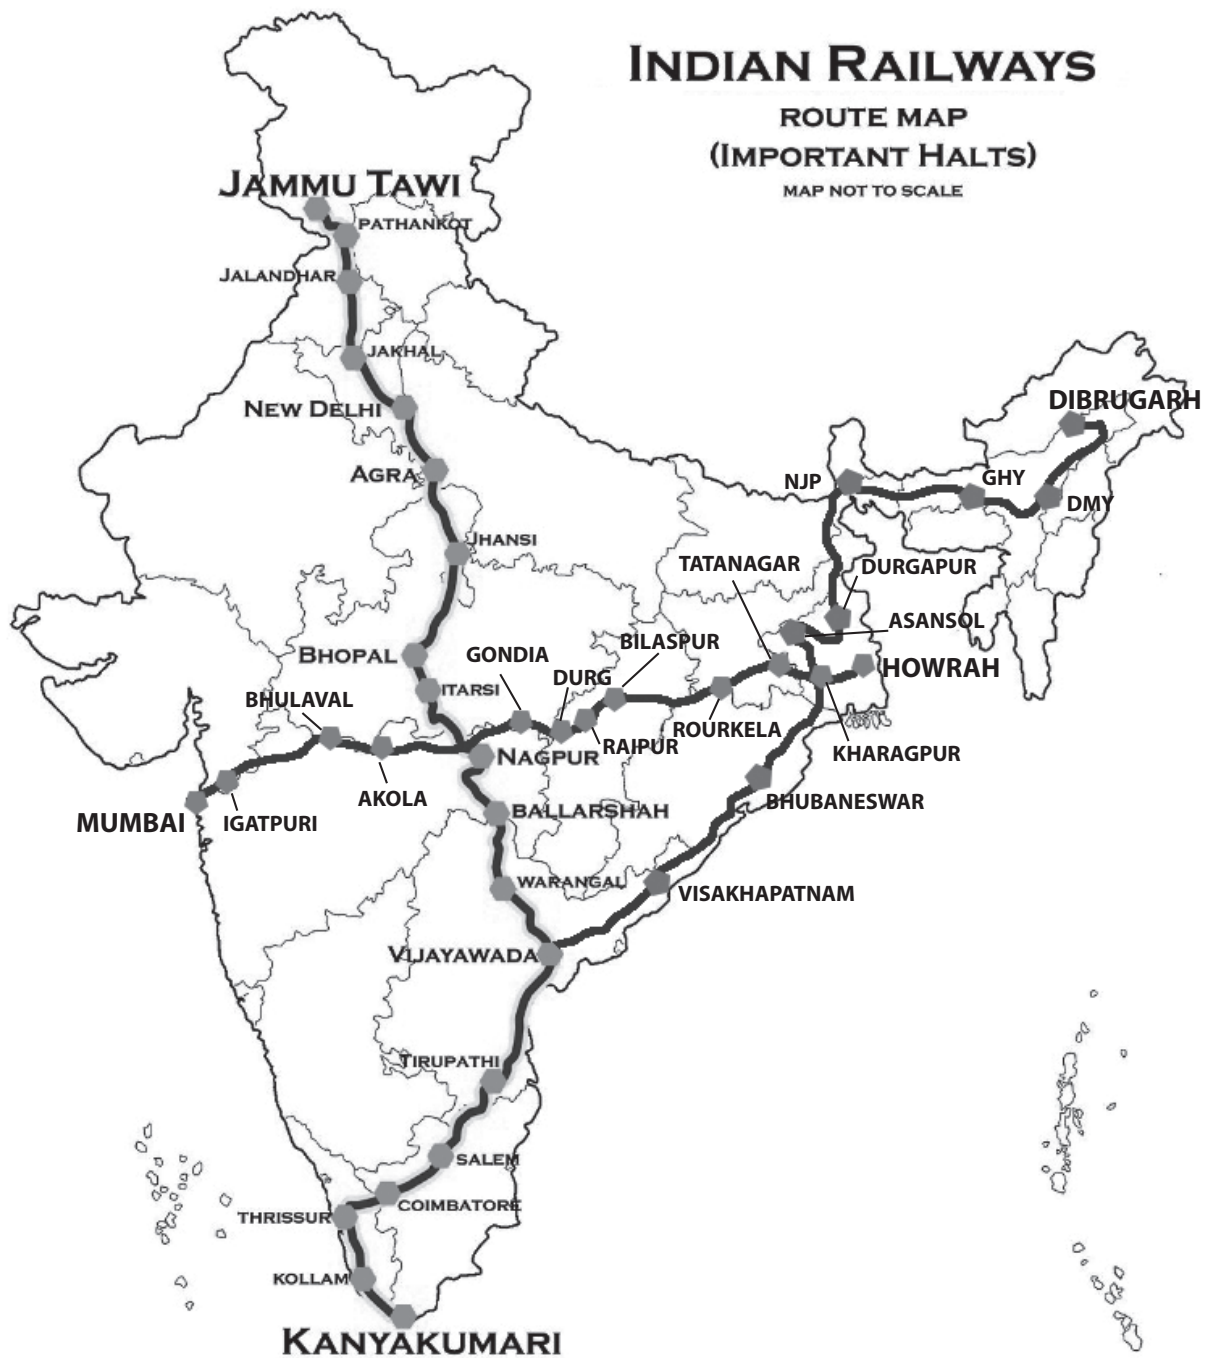 INDIAN RAILWAYS
ROUTE MAP
(IMPORTANT HALTS)
MAP NOT TO SCALE
JAMMU TAWI
PATHANKOT
JALANDHAR
JAKHAL
NEW DELHI
DIBRUGARH
AGRA
NJP
GHY
DMY
JHANSI
TATANAGAR
DURGAPUR
ASANSOL
BILASPUR
BHOPAL
GONDIA
HOWRAH
DURG
ITARSI
BHULAVAL
ROURKELA
RAIPUR
NAGPUR
KHARAGPUR
AKOLA
BHUBANESWAR
BALLARSHAH
MUMBAI
IGATPURI
WARANGAL
VISAKHAPATNAM
VIJAYAWADA
TIRUPATHI
SALEM
COIMBATORE
THRISSUR
KOLLAM
KANYAKUMARI